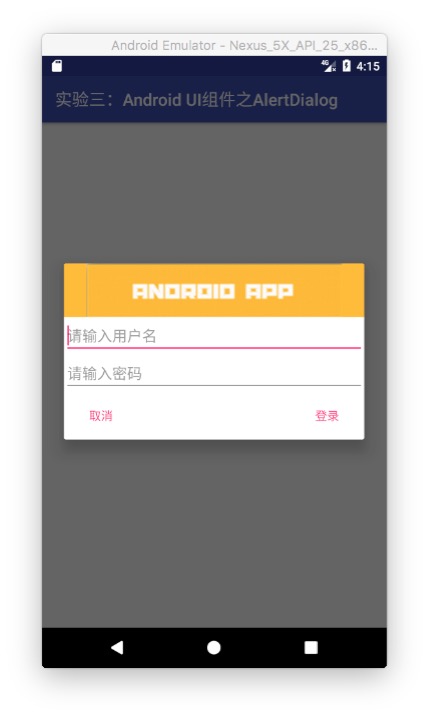 Android Emulator - Nexus_5X_API_25_x86...
4G 4:15
实验三：Android UI组件之AlertDialog
ANDROID APP
请输入用户名
请输入密码
取消 登录